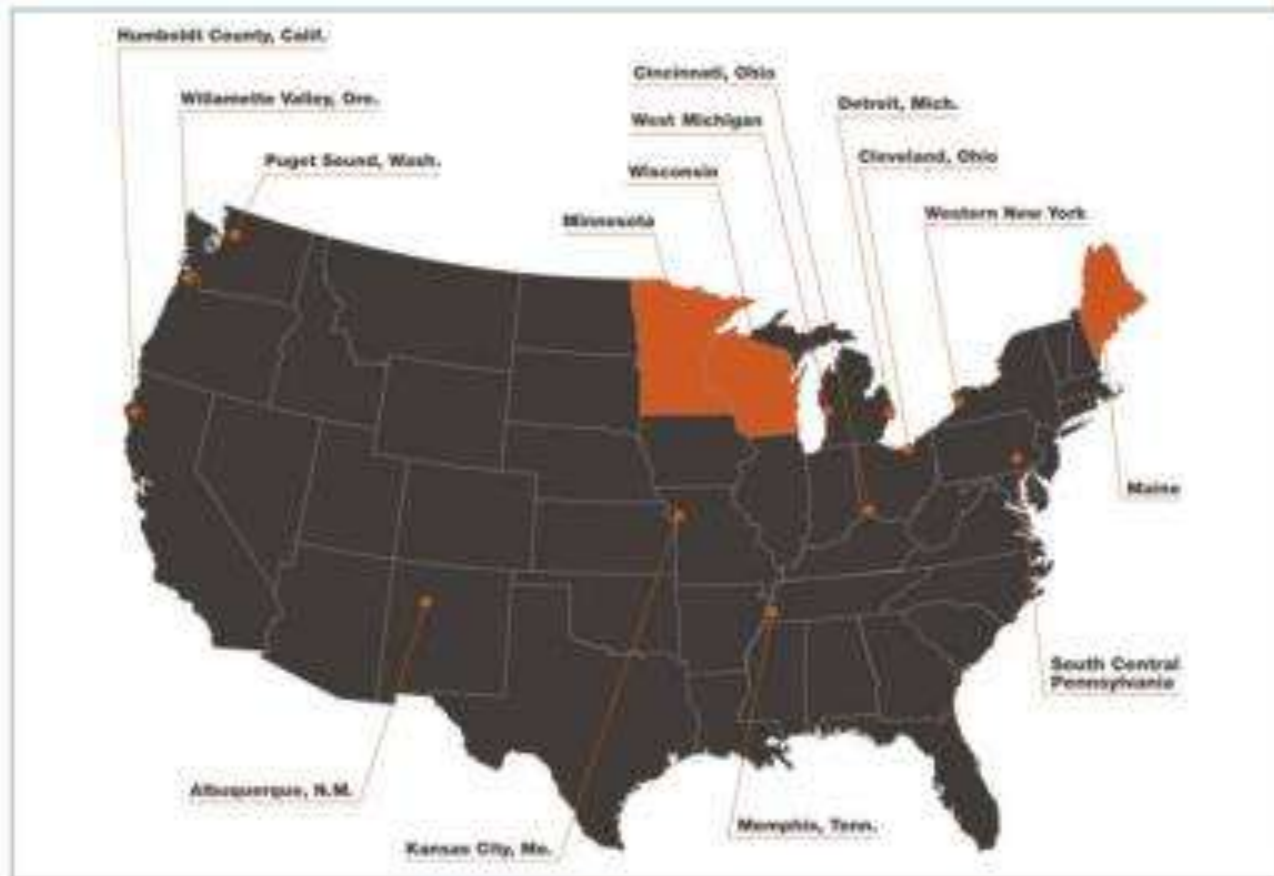 Humboldt County, Calif.
Cincinnati, Ohio
Willamette Valley, Ore.
Detroit, Mich.
West Michigan
Puget Sound, Wash.
Cleveland, Ohio
Wisconsin
Western New York
Minnesota
Maine
South Central
Pennsylvania
Albuquerque, N.M.
Memphis, Tenn.
Kansas City, Mo.